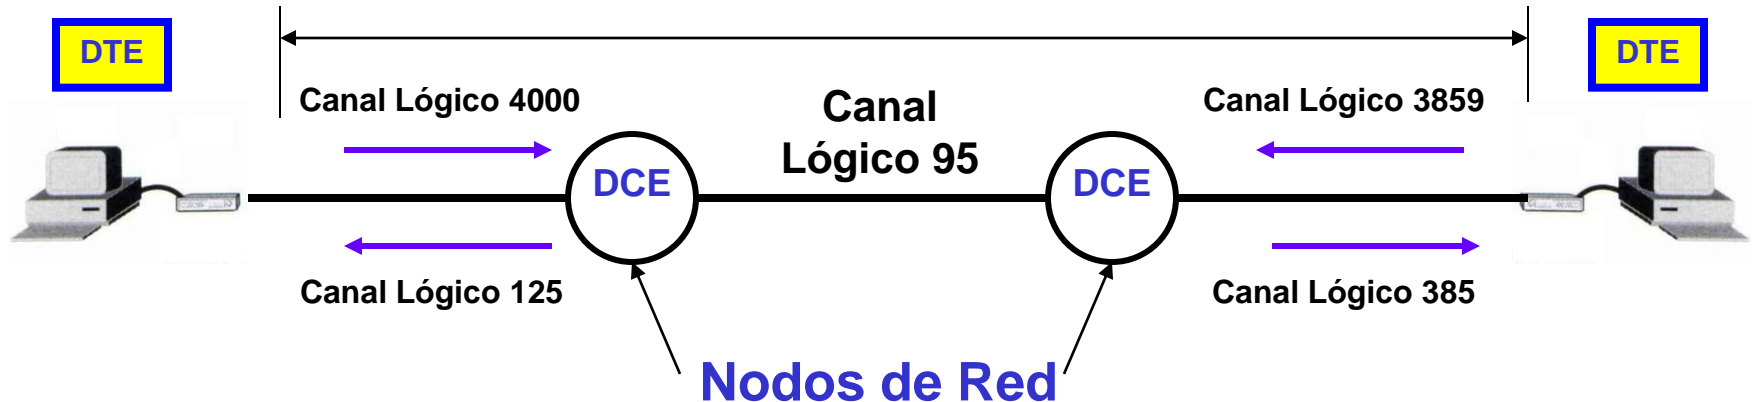 DTE
DTE
Canal Lógico 4000
Canal
Lógico 95
Canal Lógico 3859
DCE
DCE
Canal Lógico 125
Canal Lógico 385
Nodos de Red